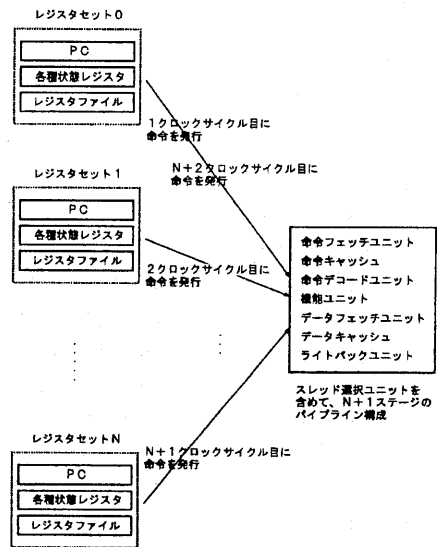 レジスタセット0
PC
各種状態レジスタ
レジスタファイル
1クロックサイクル目に
命令を発行
N+2クロックサイクル目に
命令を発行
レジスタセット1
PC
各種状態レジスタ
レジスタファイル
2クロックサイクル目に
命令を発行
命令フェッチユニット
命令キャッシュ
命令デコードユニット
機能ユニット
データフェッチユニット
データキャッシュ
ライトバックユニット
スレッド選択ユニットを
含めて、N+1ステージの
パイプライン構成
レジスタセットN
PC
各種状態レジスタ
レジスタファイル
N+1クロックサイクル目に
命令を発行